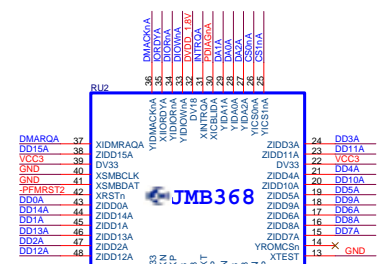 DMACKnA
IORDYA
DIORnA
DIOWnA
DVDD_1.8V
INTRQA
PDIAGnA
DA1A
DA0A
DA2A
CS0nA
CS1nA
36
35
34
33
32
31
30
29
28
27
26
25
RU2
YIDMACKnA
XIIORDYA
YIDIORnA
YIDIOWnA
DV18
XINTRQA
XICBLIDA
YIDA1A
YIDA0A
YIDA2A
YICS0nA
YICS1nA
DMARQA 37 XIDMRAQA
DD15A 38 ZIDD15A
VCC3 39 DV33
GND 40 XSMBCLK
GND 41 XSMBDAT
-PFMRST2 42 XRSTn
DD0A 43 ZIDD0A
DD14A 44 ZIDD14A
DD1A 45 ZIDD1A
DD13A 46 ZIDD13A
DD2A 47 ZIDD2A
DD12A 48 ZIDD12A
JMB368
ZIDD3A 24 DD3A
ZIDD11A 23 DD11A
DV33 22 VCC3
ZIDD4A 21 DD4A
ZIDD10A 20 DD10A
ZIDD5A 19 DD5A
ZIDD9A 18 DD9A
ZIDD6A 17 DD6A
ZIDD8A 16 DD8A
ZIDD7A 15 DD7A
YROMCSn 14
XTEST 13 GND